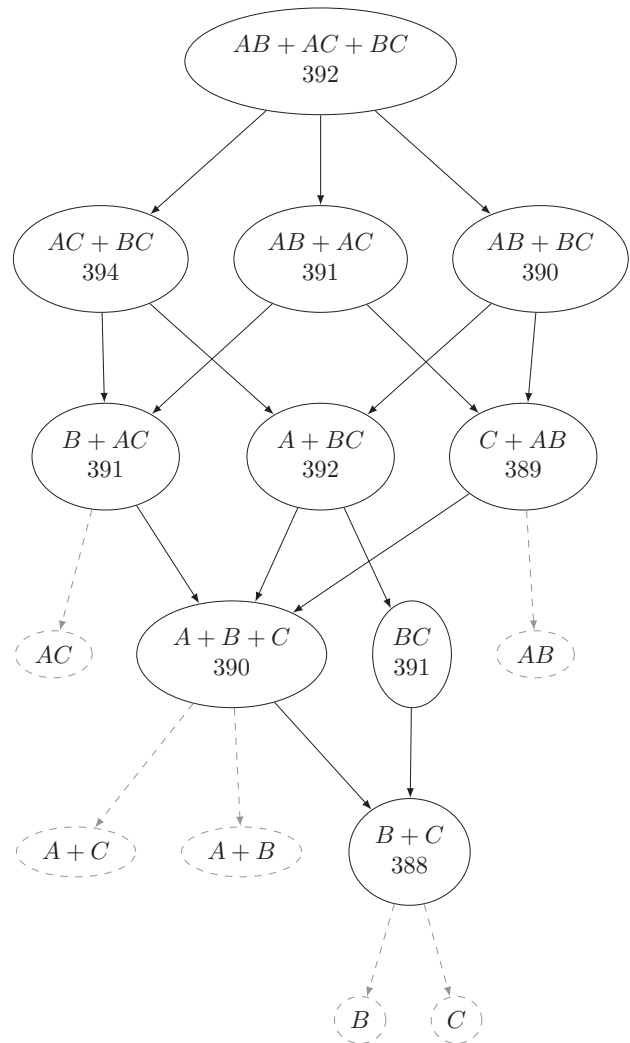 AB + AC + BC
392
AC + BC
394
AB + AC
391
AB + BC
390
B + AC
391
A + BC
392
C + AB
389
AC
A + B + C
390
BC
391
AB
A + C
A + B
B + C
388
B
C